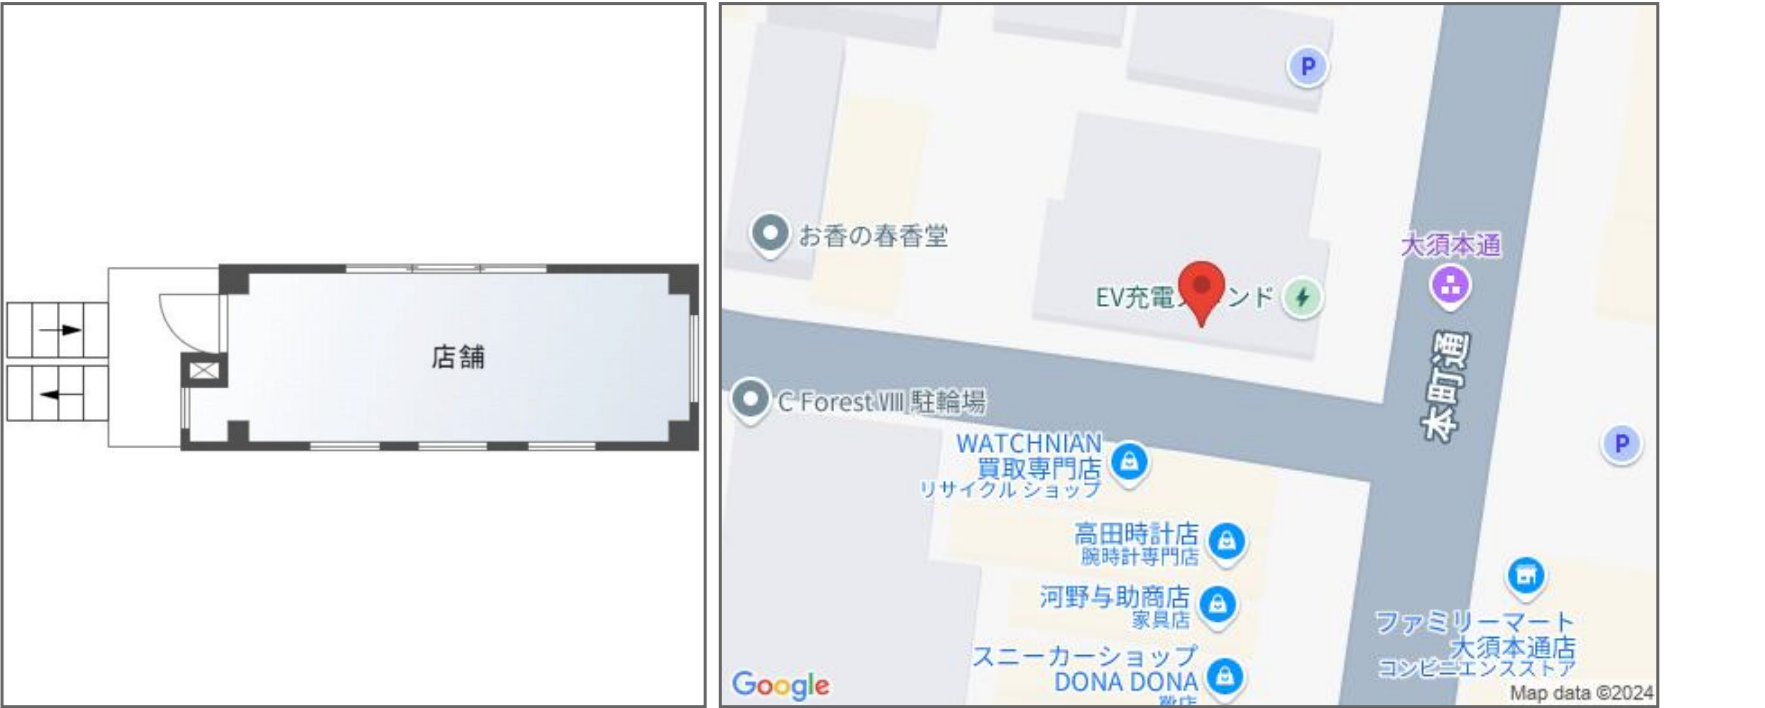 店舗
P
お香の春香堂
大須本通
EV充電
ンド
本町通
C Forest Ⅷ 駐輪場
WATCHNIAN
買取専門店
リサイクル ショップ
P
高田時計店
腕時計専門店
河野与助商店
家具店
ファミリーマート
大須本通店
コンビニエンスストア
スニーカーショップ
DONA DONA
靴店
Google
Map data ©2024